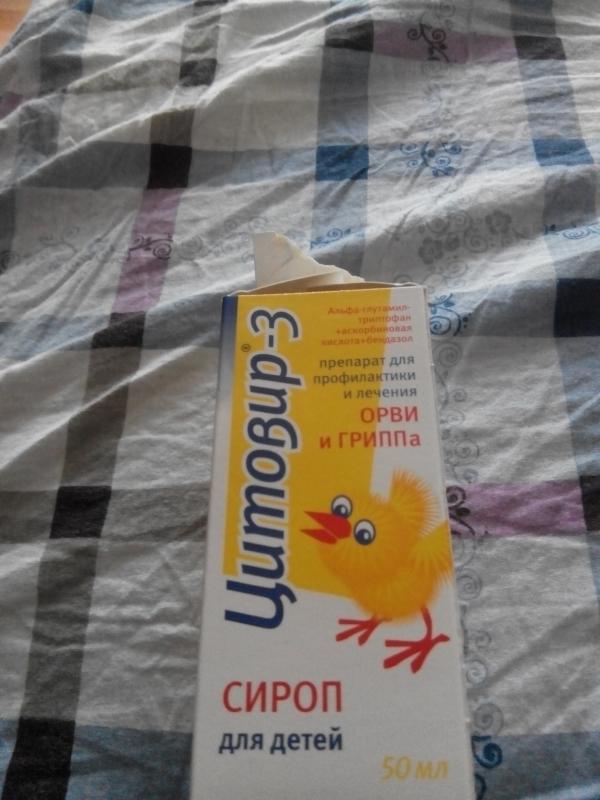 Цитовир®-3
Альфа-глутамил-
триптофан
+аскорбиновая
кислота+бендазол
препарат для
профилактики
и лечения
ОРВИ
и ГРИППа
СИРОП
для детей
50 мл